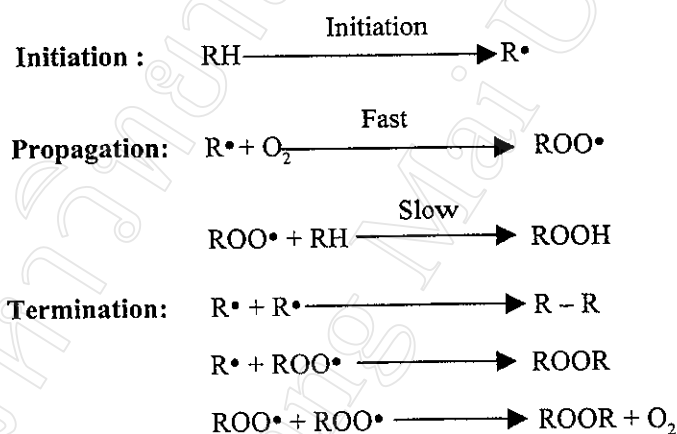 Initiation
Initiation : RH R•
Fast
Propagation: R• + O₂ ROO•
Slow
ROO• + RH ROOH
Termination: R• + R• R – R
R• + ROO• ROOR
ROO• + ROO• ROOR + O₂